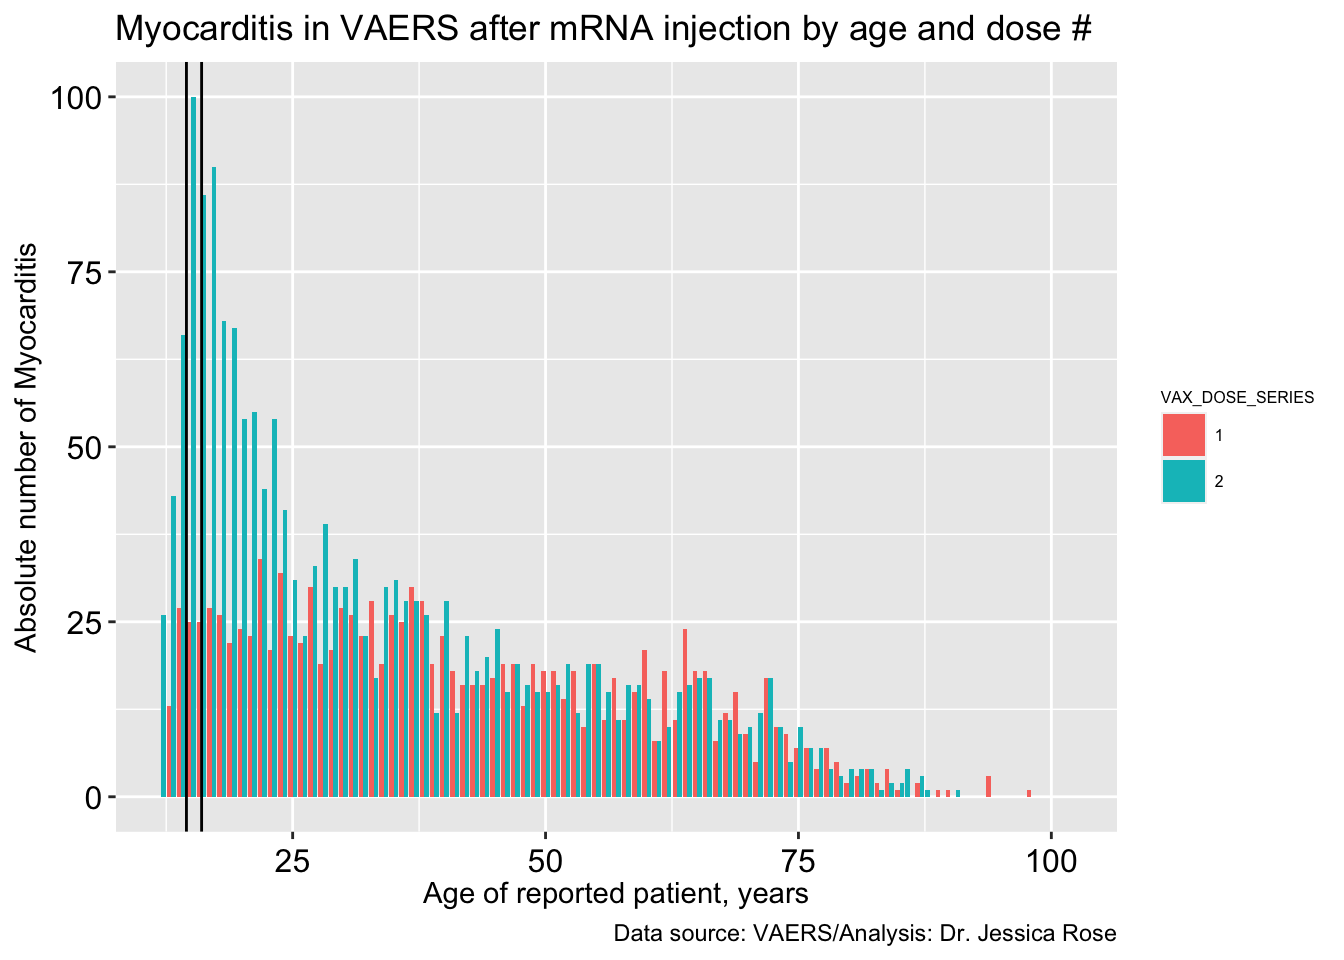 Myocarditis in VAERS after mRNA injection by age and dose #
Absolute number of Myocarditis
100
75
50
25
0
25 50 75 100
Age of reported patient, years
VAX_DOSE_SERIES
1
2
Data source: VAERS/Analysis: Dr. Jessica Rose